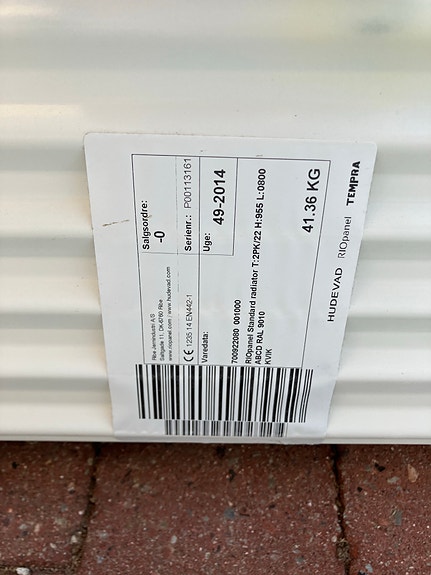 Ribe Jernindustri A/S
Saltgade 11, DK-6760 Ribe
www.riopanel.com / www.hudevad.com
CE 1235 14 EN442-1
Salgsordre:
-0
Serienr.: P00113161
Uge:
49-2014
Varedata:
700922080 001000
RIOpanel Standard radiator T:2PK/22 H:955 L:0800
ABCD RAL 9010
KVIK
41.36 KG
HUDEVAD RIOpanel TEMPRA